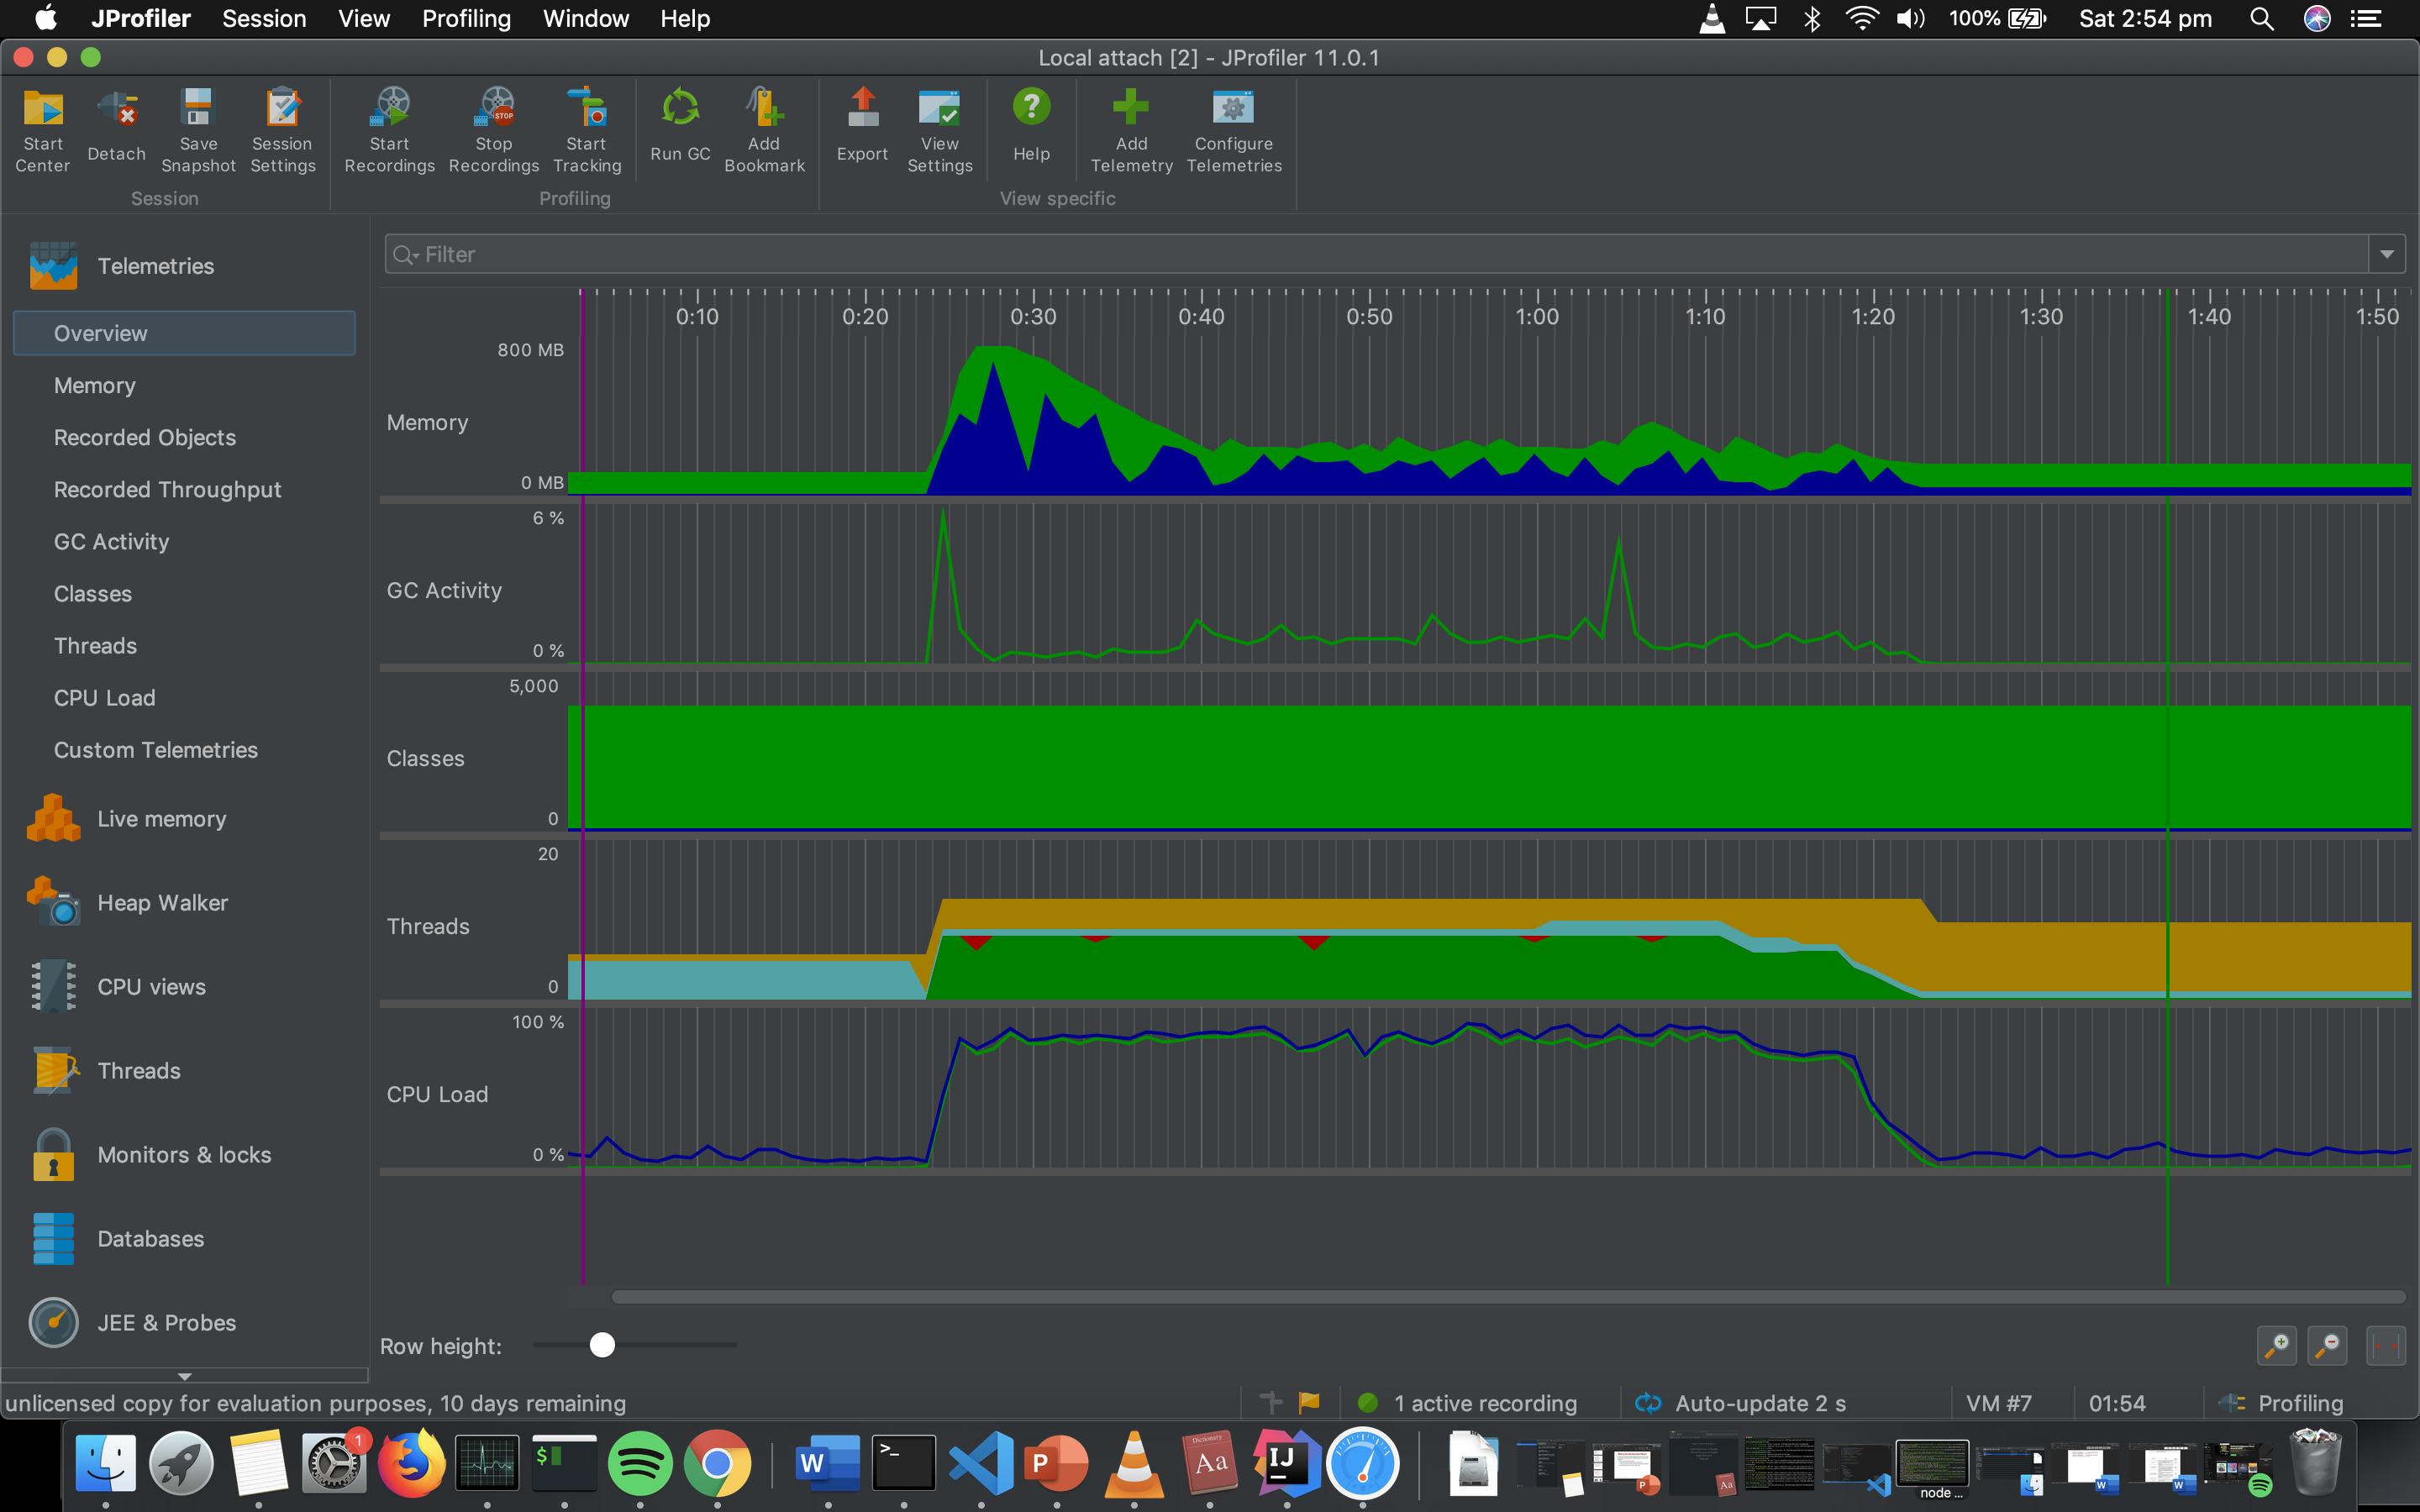 JProfiler Session View Profiling Window Help 100% Sat 2:54 pm
Local attach [2] - JProfiler 11.0.1
Start Center
Detach
Save Snapshot
Session Settings
Start Recordings
Stop Recordings
Start Tracking
Run GC
Add Bookmark
Export
View Settings
Help
Add Telemetry
Configure Telemetries
Session
Profiling
View specific
Telemetries
Overview
Memory
Recorded Objects
Recorded Throughput
GC Activity
Classes
Threads
CPU Load
Custom Telemetries
Live memory
Heap Walker
CPU views
Threads
Monitors & locks
Databases
JEE & Probes
Filter
0:10 0:20 0:30 0:40 0:50 1:00 1:10 1:20 1:30 1:40 1:50
800 MB
Memory
0 MB
6 %
GC Activity
0 %
5,000
Classes
0
20
Threads
0
100 %
CPU Load
0 %
Row height:
unlicensed copy for evaluation purposes, 10 days remaining
1 active recording
Auto-update 2 s
VM #7
01:54
Profiling
1
$
W
>_
P
Dictionary
Aa
IJ
node ...